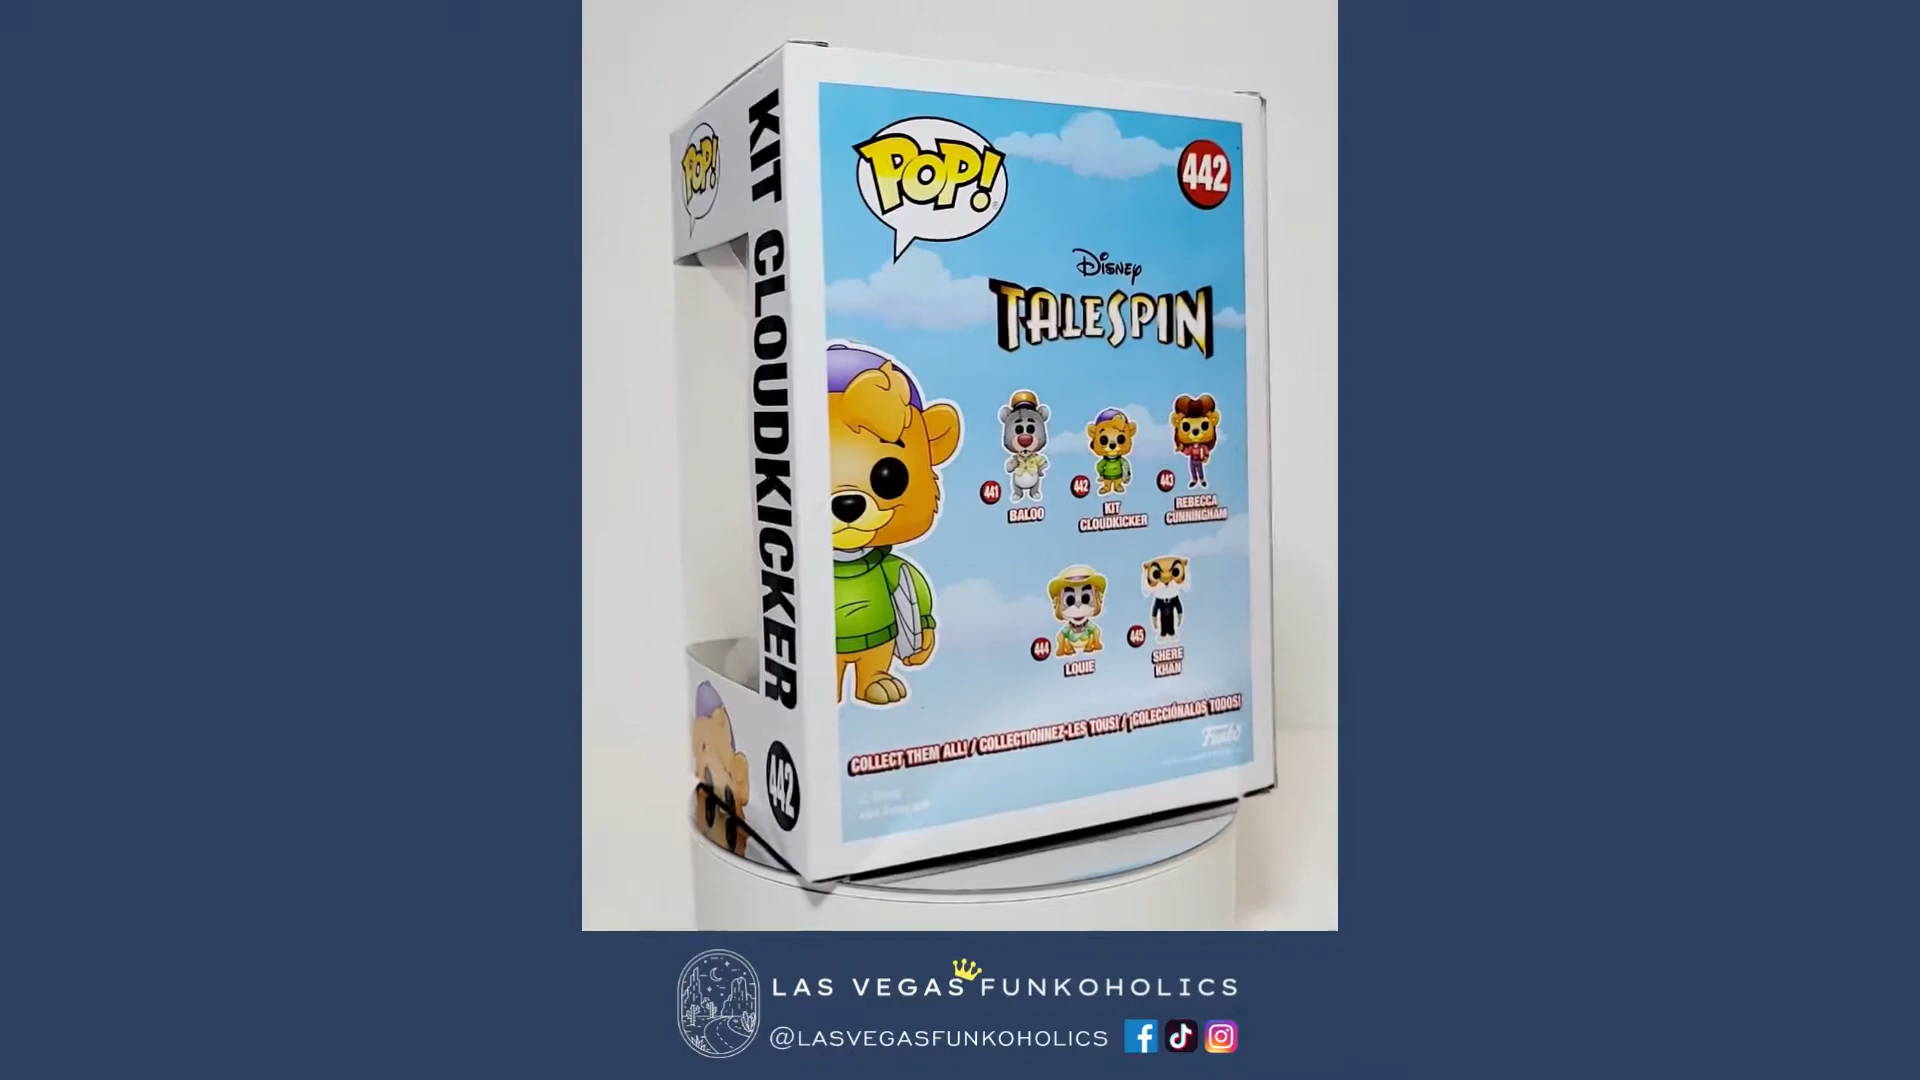 POP!
KIT CLOUDKICKER
442
POP!
442
Disney
TALESPIN
441
BALOO
442
KIT
CLOUDKICKER
443
REBECCA
CUNNINGHAM
444
LOUIE
445
SHERE
KHAN
COLLECT THEM ALL! / COLLECTIONNEZ-LES TOUS! / ¡COLECCIÓNALOS TODOS!
Funko
LAS VEGAS FUNKOHOLICS
@LASVEGASFUNKOHOLICS